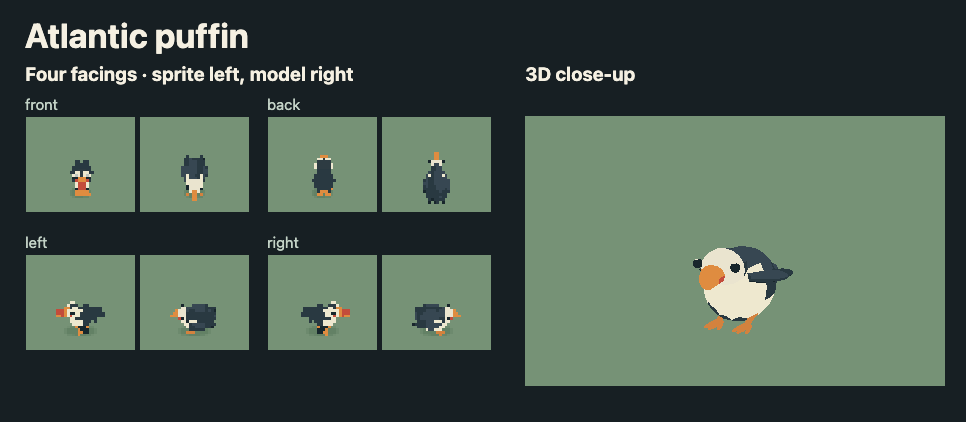 Atlantic puffin
Four facings · sprite left, model right
3D close-up
front
back
left
right